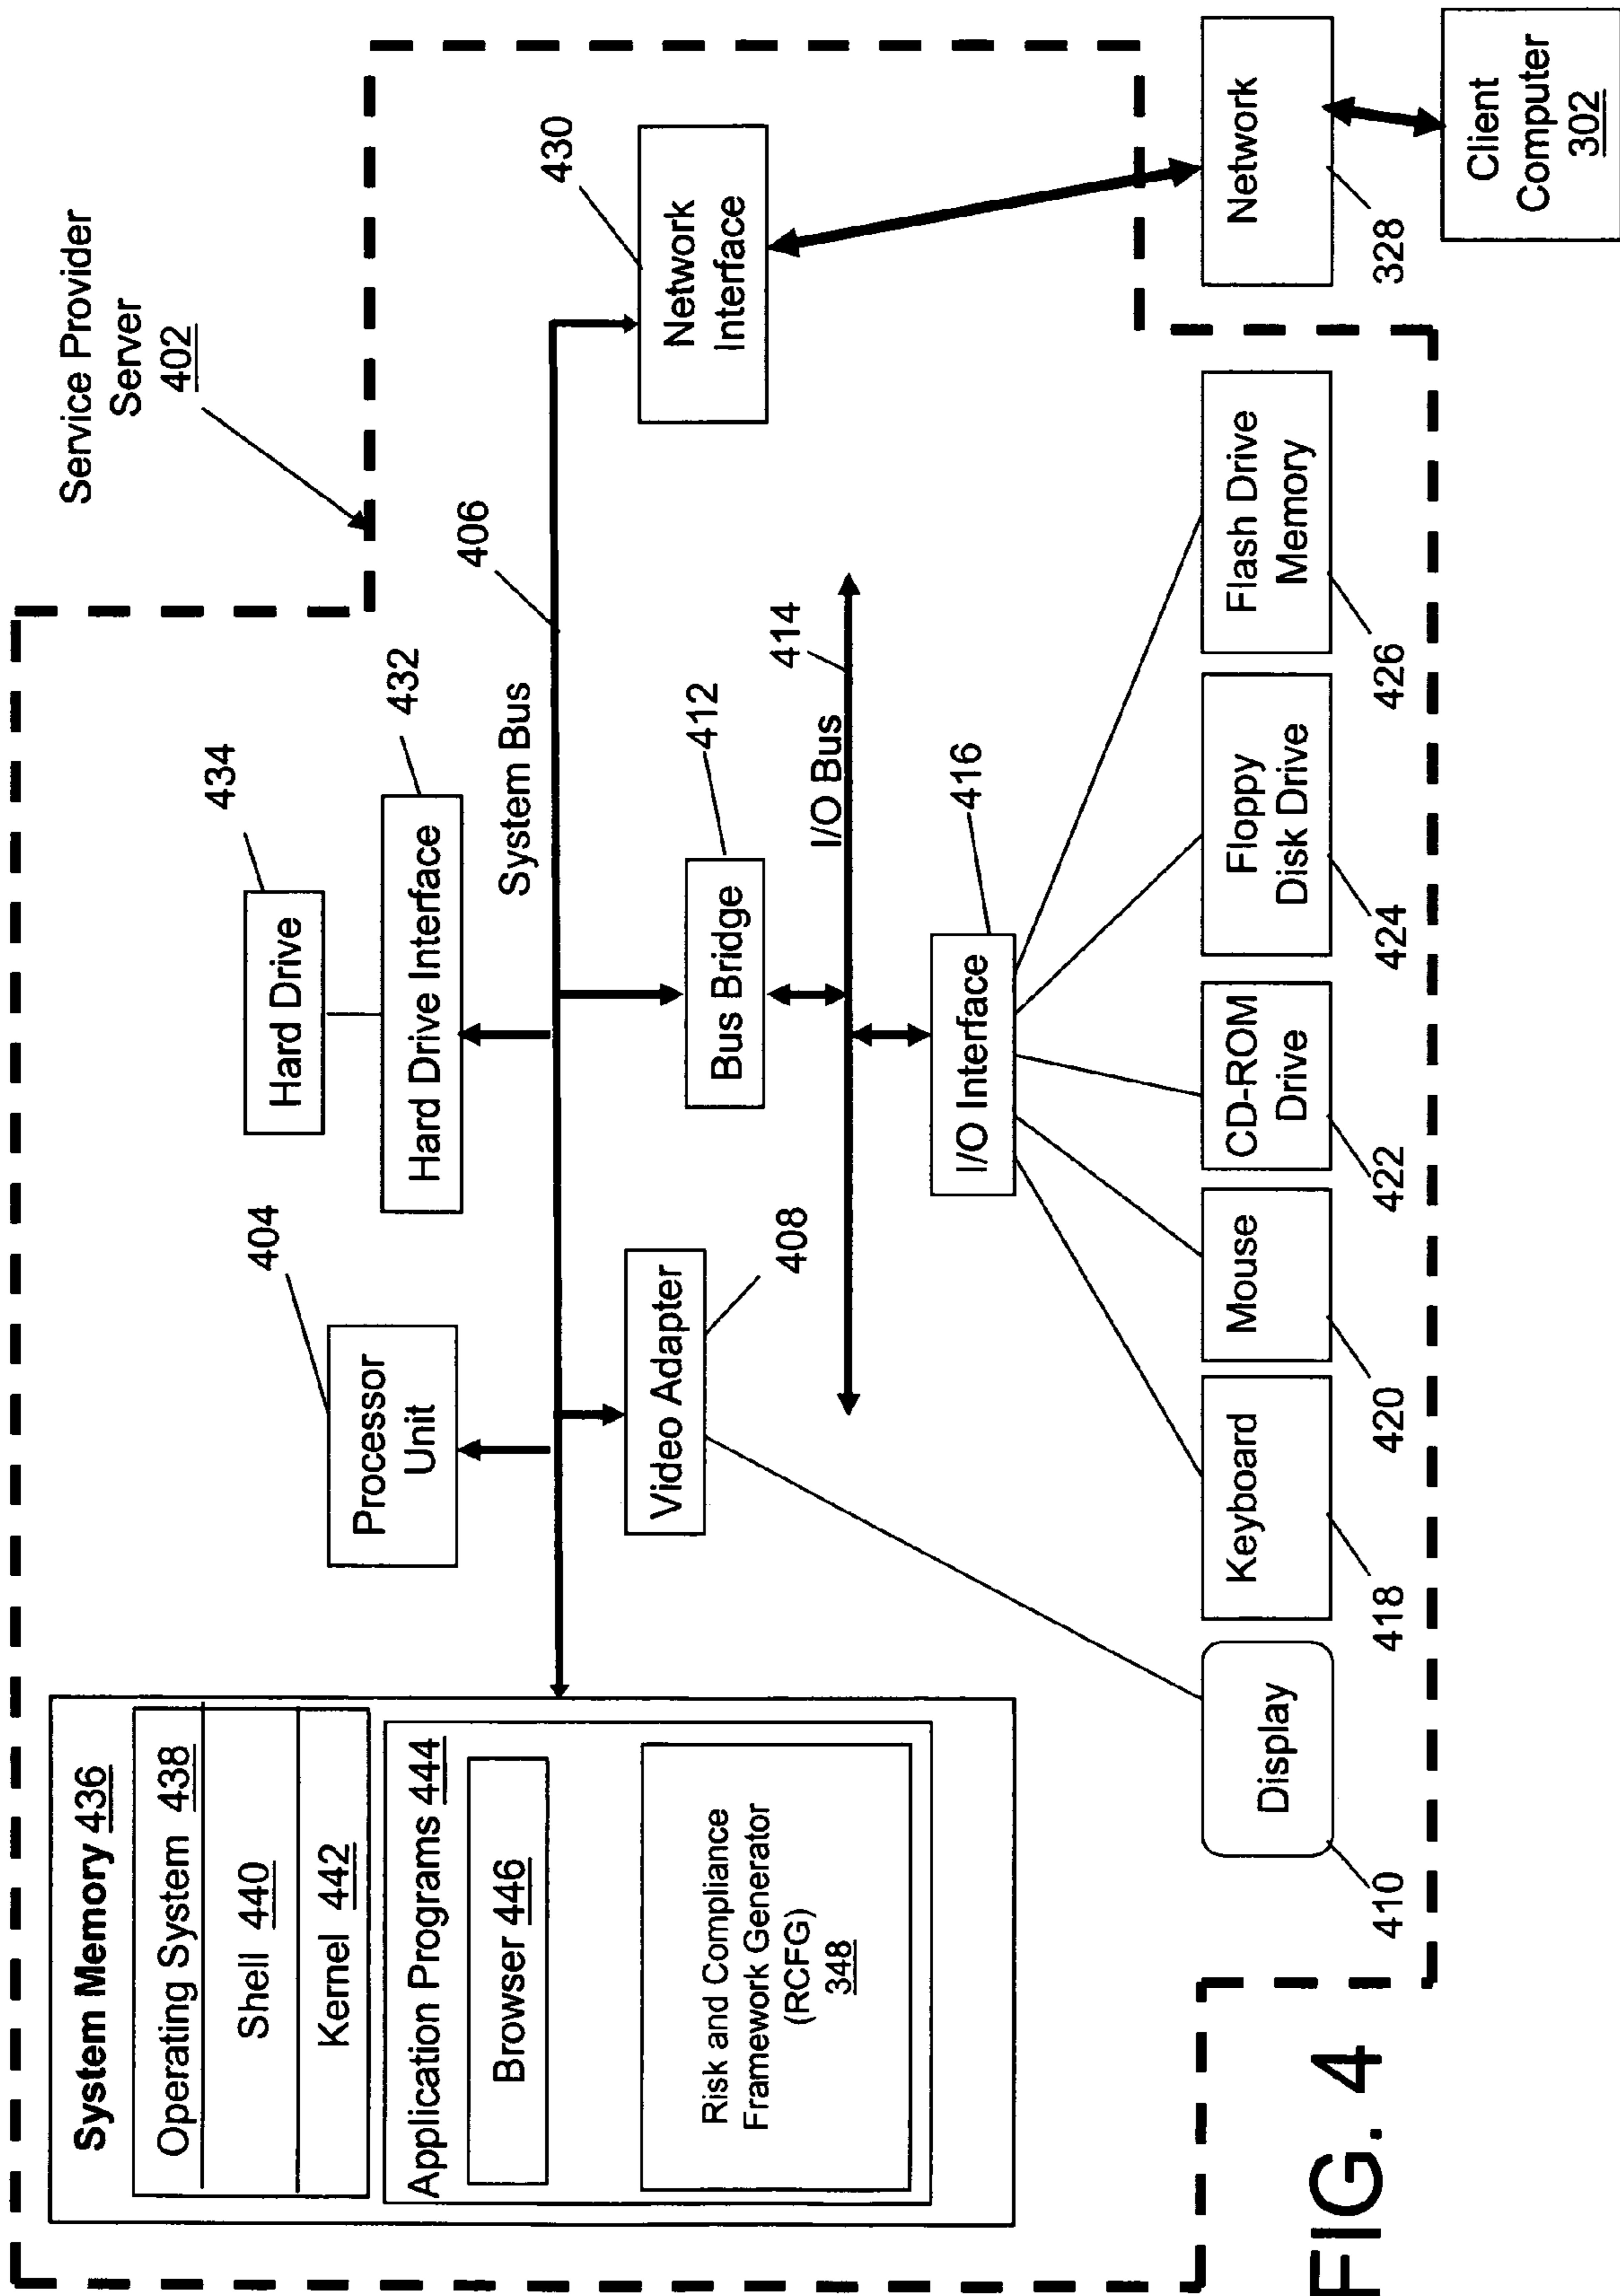 Service Provider
Server
402
System Memory 436
Operating System 438
Shell 440
Kernel 442
Application Programs 444
Browser 446
Risk and Compliance
Framework Generator
(RCFG)
348
404
Processor
Unit
434
Hard Drive
432
Hard Drive Interface
System Bus
406
430
Network
Interface
Video Adapter
408
Bus Bridge
412
I/O Bus
414
I/O Interface
416
Display
410
Keyboard
418
Mouse
420
CD-ROM
Drive
422
Floppy
Disk Drive
424
Flash Drive
Memory
426
Network
328
Client
Computer
302
FIG. 4